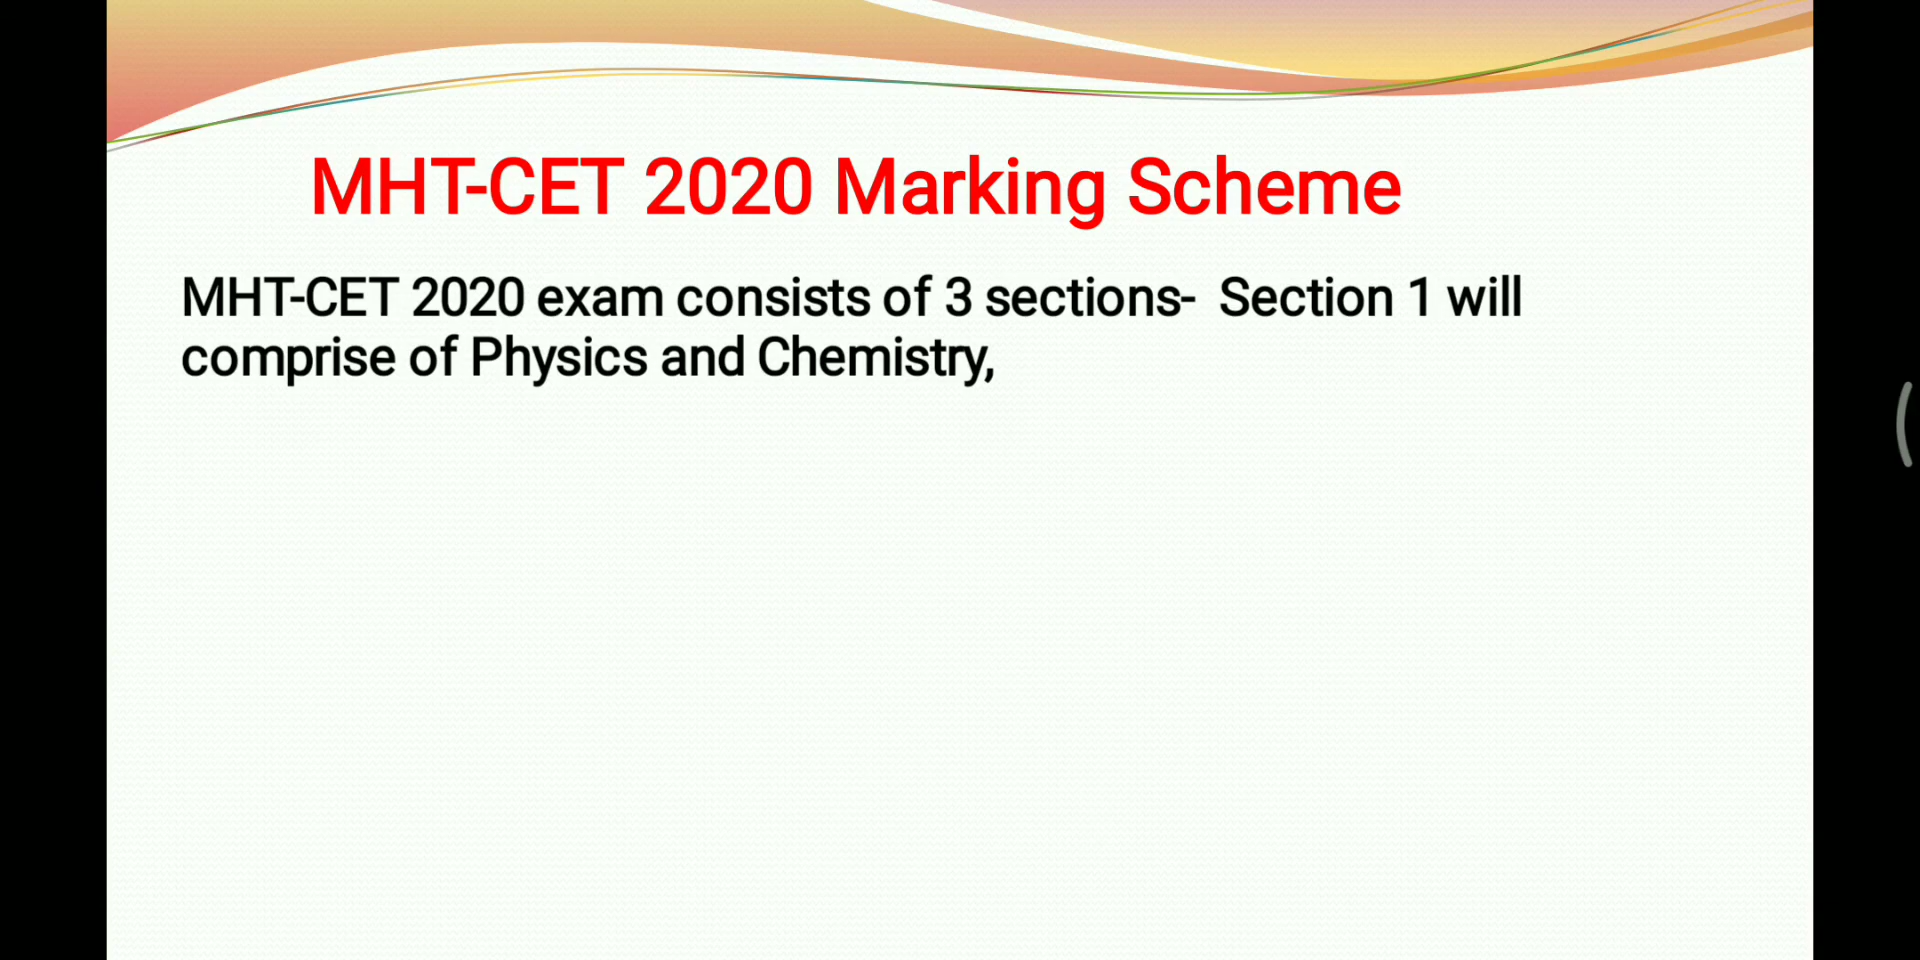 MHT-CET 2020 Marking Scheme
MHT-CET 2020 exam consists of 3 sections-  Section 1 will
comprise of Physics and Chemistry,